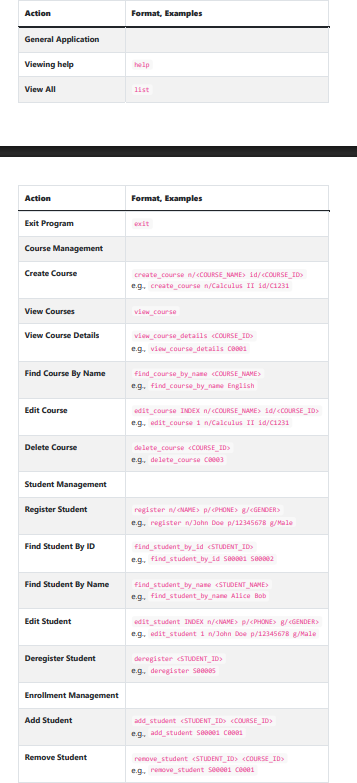 Action Format, Examples
General Application
Viewing help help
View All list
Action Format, Examples
Exit Program exit
Course Management
Create Course create_course n/<COURSE_NAME> id/<COURSE_ID>
e.g., create_course n/Calculus II id/C1231
View Courses view_course
View Course Details view_course_details <COURSE_ID>
e.g., view_course_details C0001
Find Course By Name find_course_by_name <COURSE_NAME>
e.g., find_course_by_name English
Edit Course edit_course INDEX n/<COURSE_NAME> id/<COURSE_ID>
e.g., edit_course 1 n/Calculus II id/C1231
Delete Course delete_course <COURSE_ID>
e.g., delete_course C0003
Student Management
Register Student register n/<NAME> p/<PHONE> g/<GENDER>
e.g., register n/John Doe p/12345678 g/Male
Find Student By ID find_student_by_id <STUDENT_ID>
e.g., find_student_by_id S00001 S00002
Find Student By Name find_student_by_name <STUDENT_NAME>
e.g., find_student_by_name Alice Bob
Edit Student edit_student INDEX n/<NAME> p/<PHONE> g/<GENDER>
e.g., edit_student 1 n/John Doe p/12345678 g/Male
Deregister Student deregister <STUDENT_ID>
e.g., deregister S00005
Enrollment Management
Add Student add_student <STUDENT_ID> <COURSE_ID>
e.g., add_student S00001 C0001
Remove Student remove_student <STUDENT_ID> <COURSE_ID>
e.g., remove_student S00001 C0001